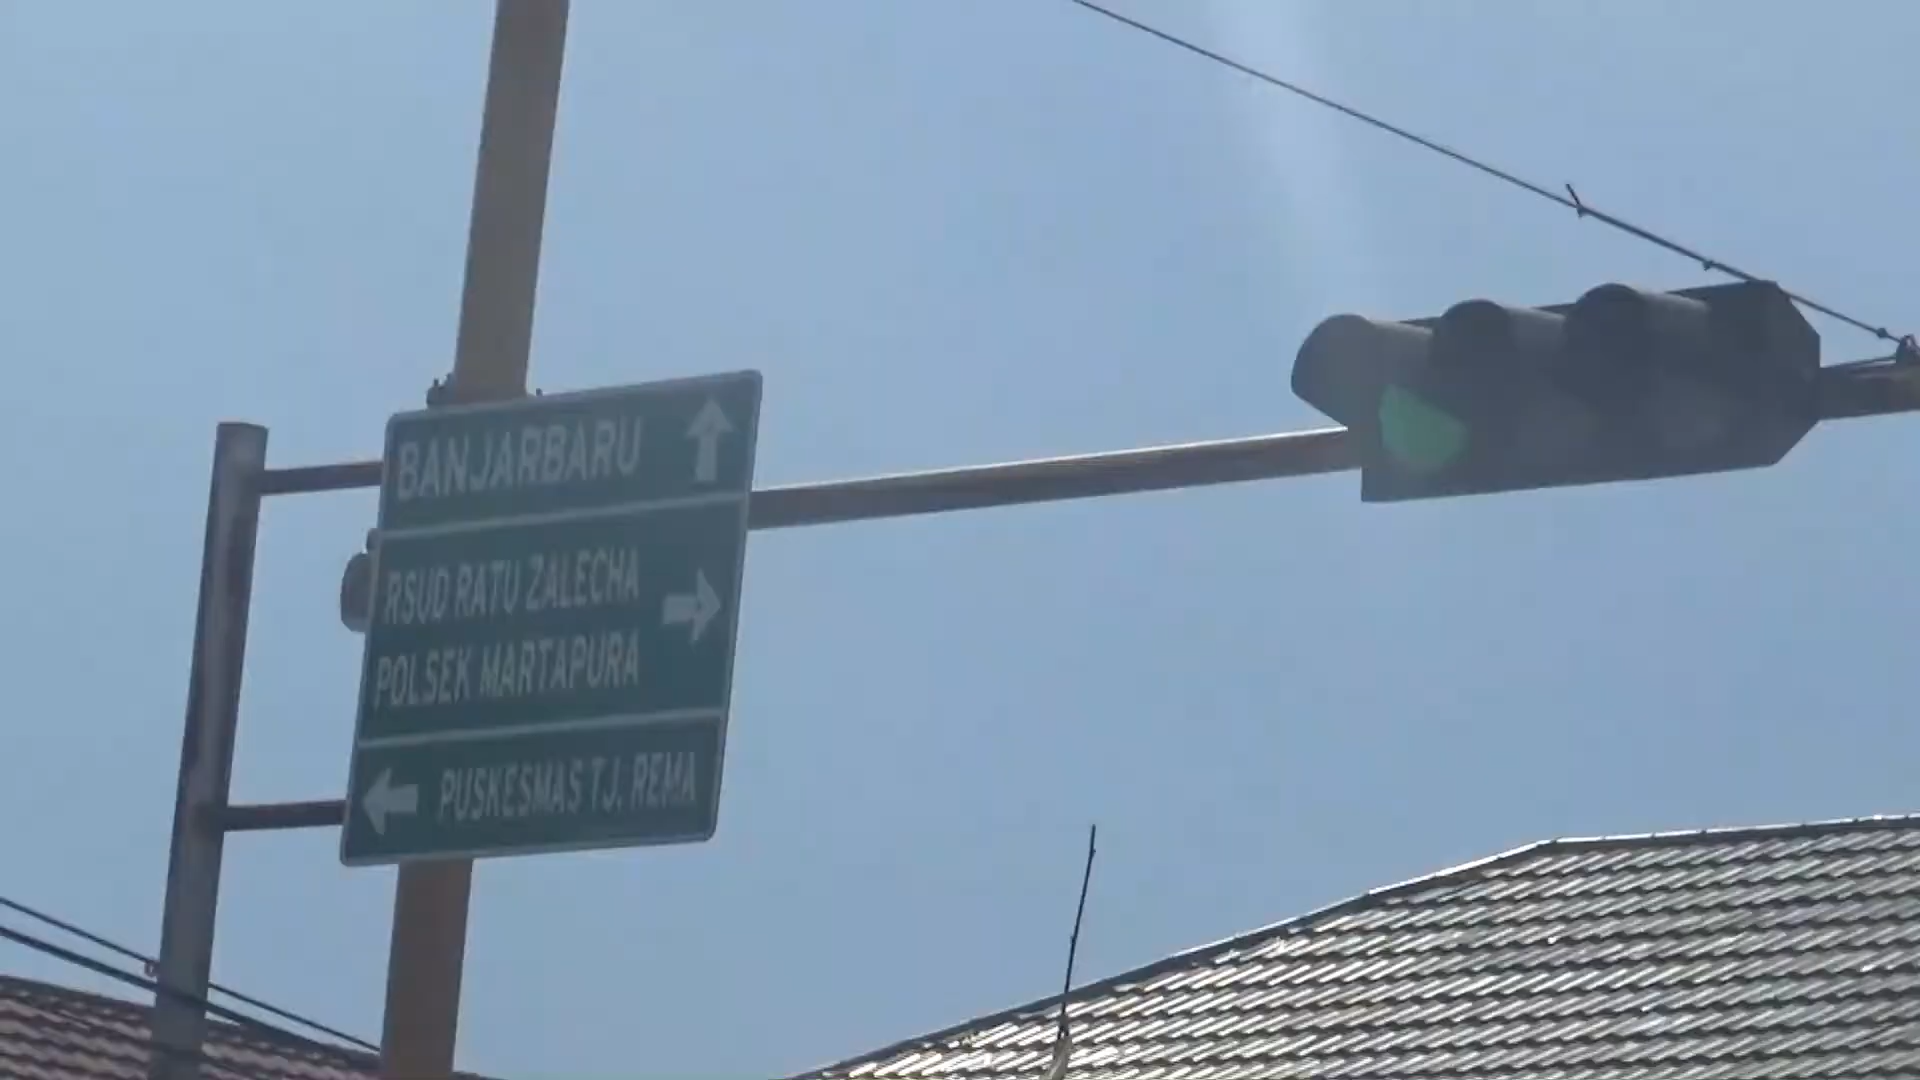 BANJARBARU
RSUD RATU ZALECHA
POLSEK MARTAPURA
PUSKESMAS TJ. REMA